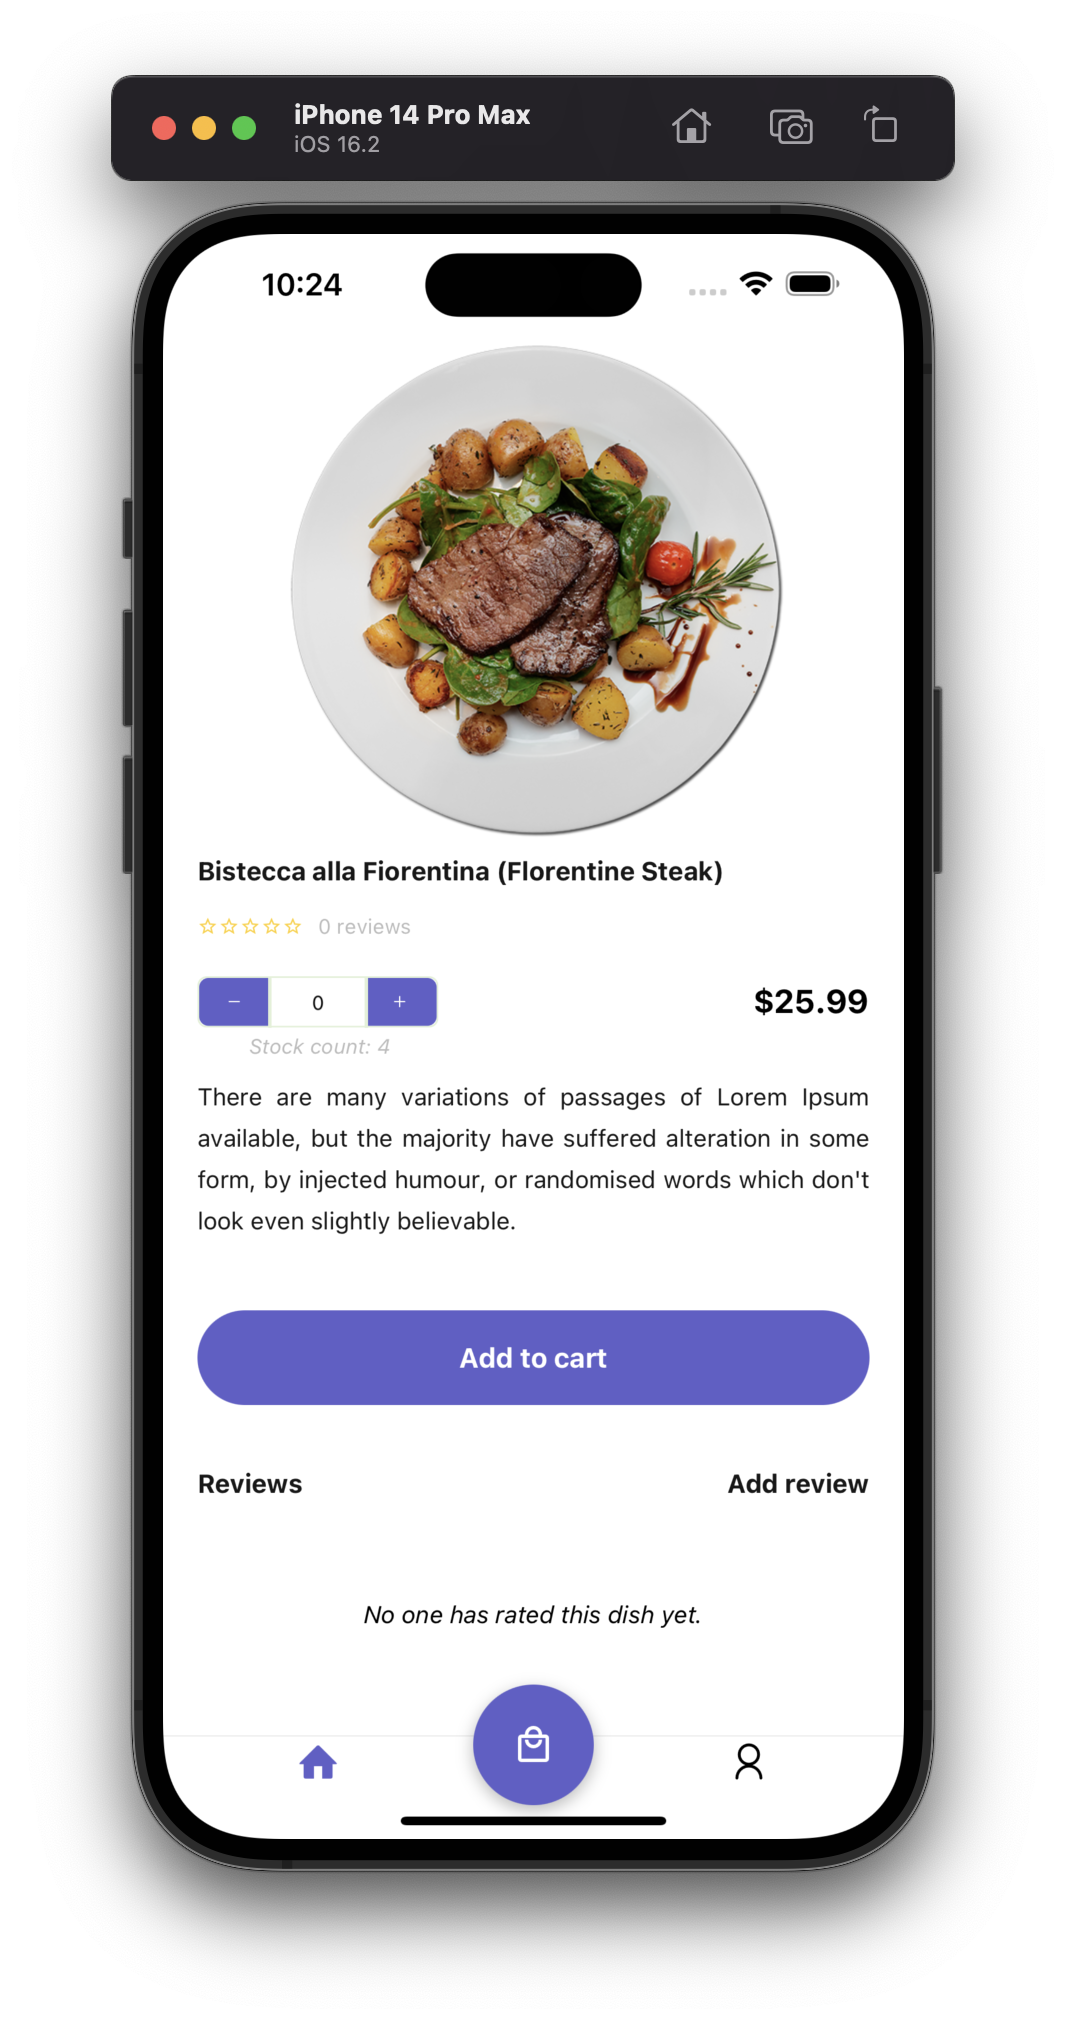 iPhone 14 Pro Max
iOS 16.2
10:24
Bistecca alla Fiorentina (Florentine Steak)
0 reviews
− 0 +
$25.99
Stock count: 4
There are many variations of passages of Lorem Ipsum
available, but the majority have suffered alteration in some
form, by injected humour, or randomised words which don't
look even slightly believable.
Add to cart
Reviews
Add review
No one has rated this dish yet.